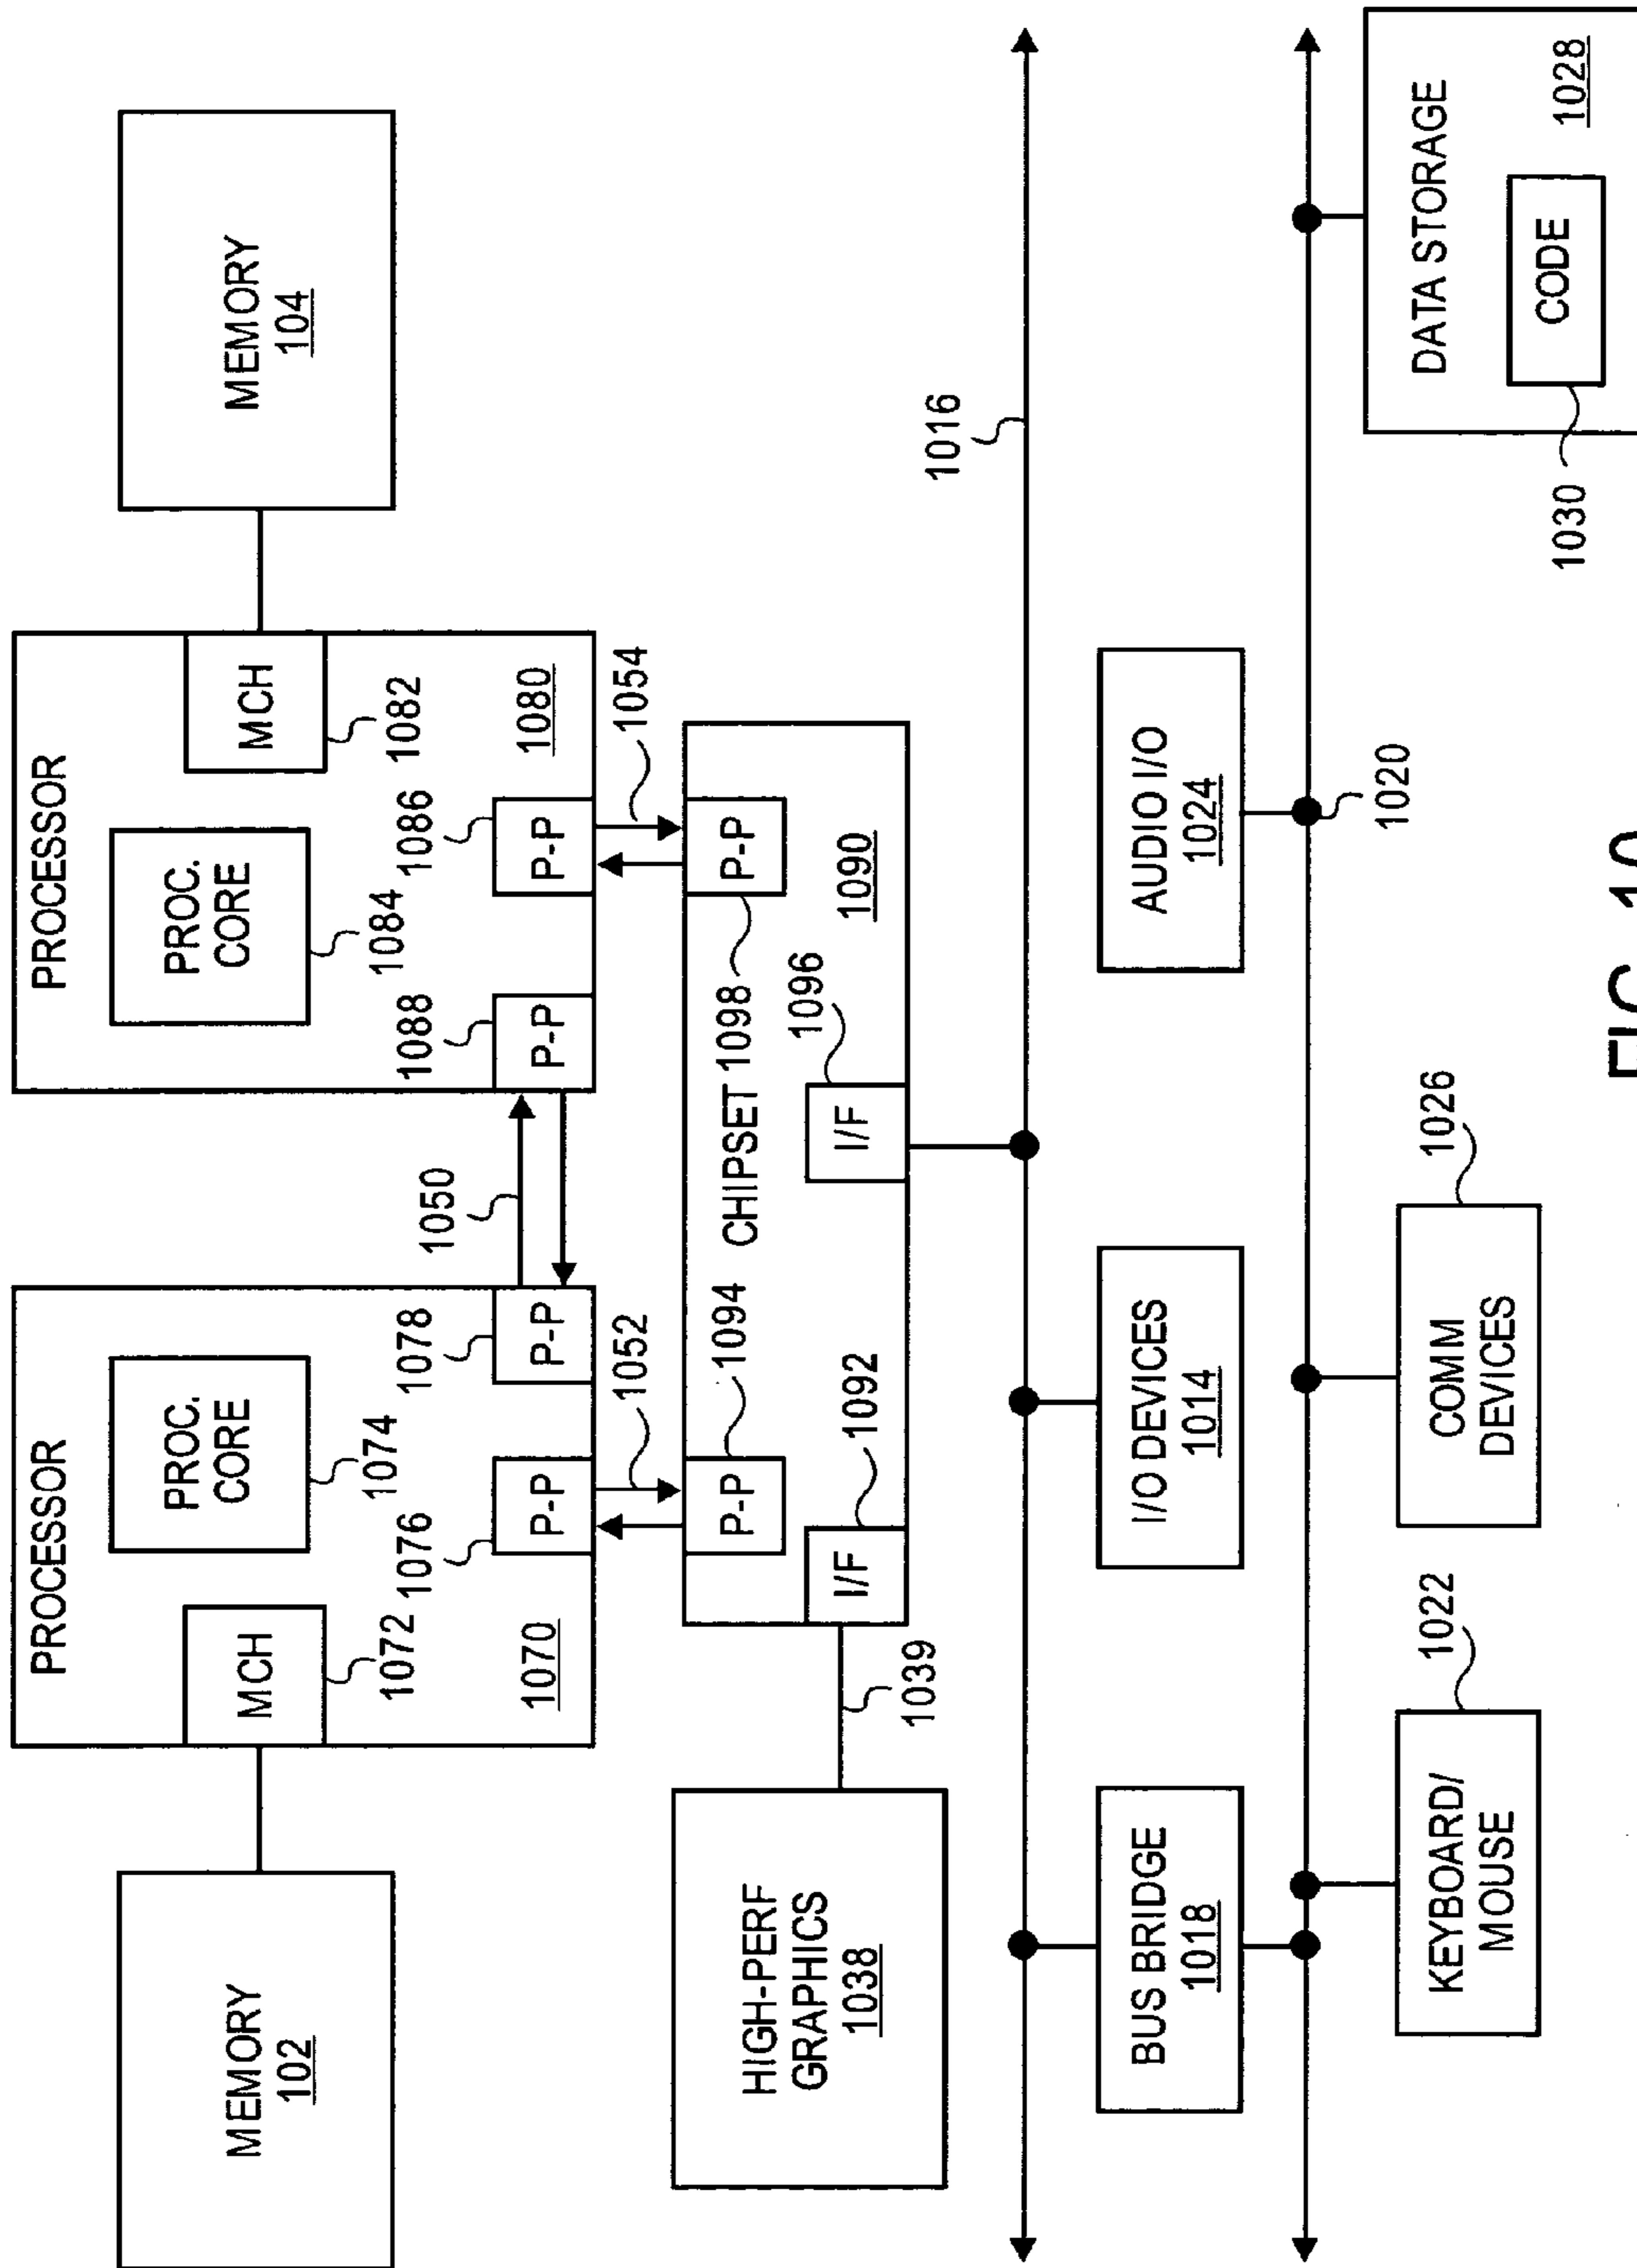 PROCESSOR
PROCESSOR
MEMORY
102
MCH
1072
PROC.
CORE
1074
1070
1076
P-P
1078
P-P
1050
1088
P-P
PROC.
CORE
1084
1086
P-P
MCH
1082
1080
MEMORY
104
1052
1054
HIGH-PERF
GRAPHICS
1038
1039
P-P
1094
I/F
1092
CHIPSET
1098
P-P
I/F
1096
1090
1016
BUS BRIDGE
1018
I/O DEVICES
1014
AUDIO I/O
1024
1020
KEYBOARD/
MOUSE
1022
COMM
DEVICES
1026
DATA STORAGE
CODE
1028
1030
FIG. 10